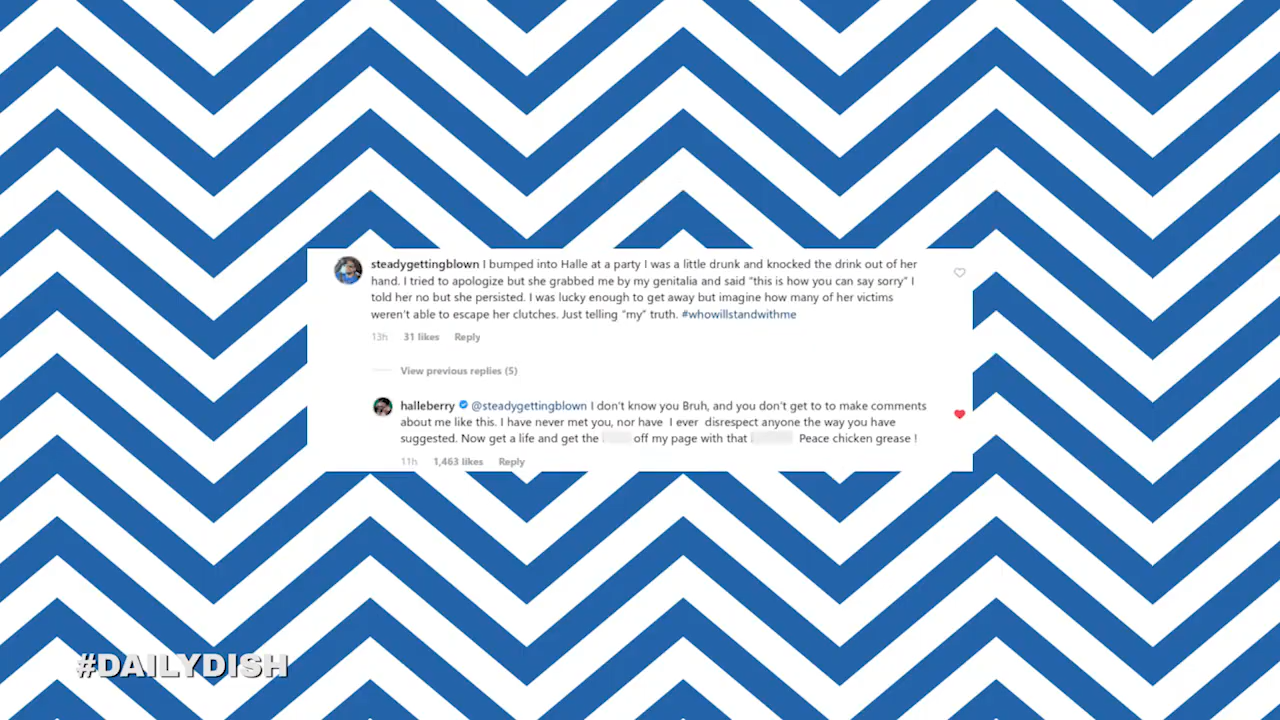 steadygettingblown I bumped into Halle at a party I was a little drunk and knocked the drink out of her
hand. I tried to apologize but she grabbed me by my genitalia and said "this is how you can say sorry" I
told her no but she persisted. I was lucky enough to get away but imagine how many of her victims
weren't able to escape her clutches. Just telling "my" truth. #whowillstandwithme
13h 31 likes Reply
View previous replies (5)
halleberry @steadygettingblown I don't know you Bruh, and you don't get to to make comments
about me like this. I have never met you, nor have I ever disrespect anyone the way you have
suggested. Now get a life and get the off my page with that Peace chicken grease !
11h 1,463 likes Reply
#DAILYDISH